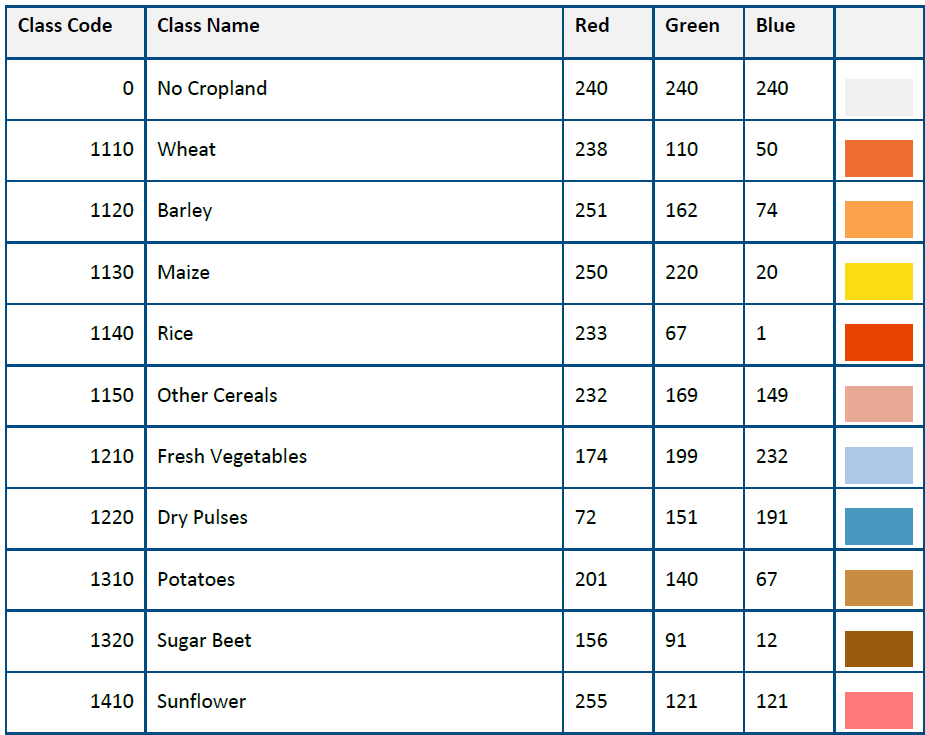 Class Code Class Name Red Green Blue
0 No Cropland 240 240 240
1110 Wheat 238 110 50
1120 Barley 251 162 74
1130 Maize 250 220 20
1140 Rice 233 67 1
1150 Other Cereals 232 169 149
1210 Fresh Vegetables 174 199 232
1220 Dry Pulses 72 151 191
1310 Potatoes 201 140 67
1320 Sugar Beet 156 91 12
1410 Sunflower 255 121 121